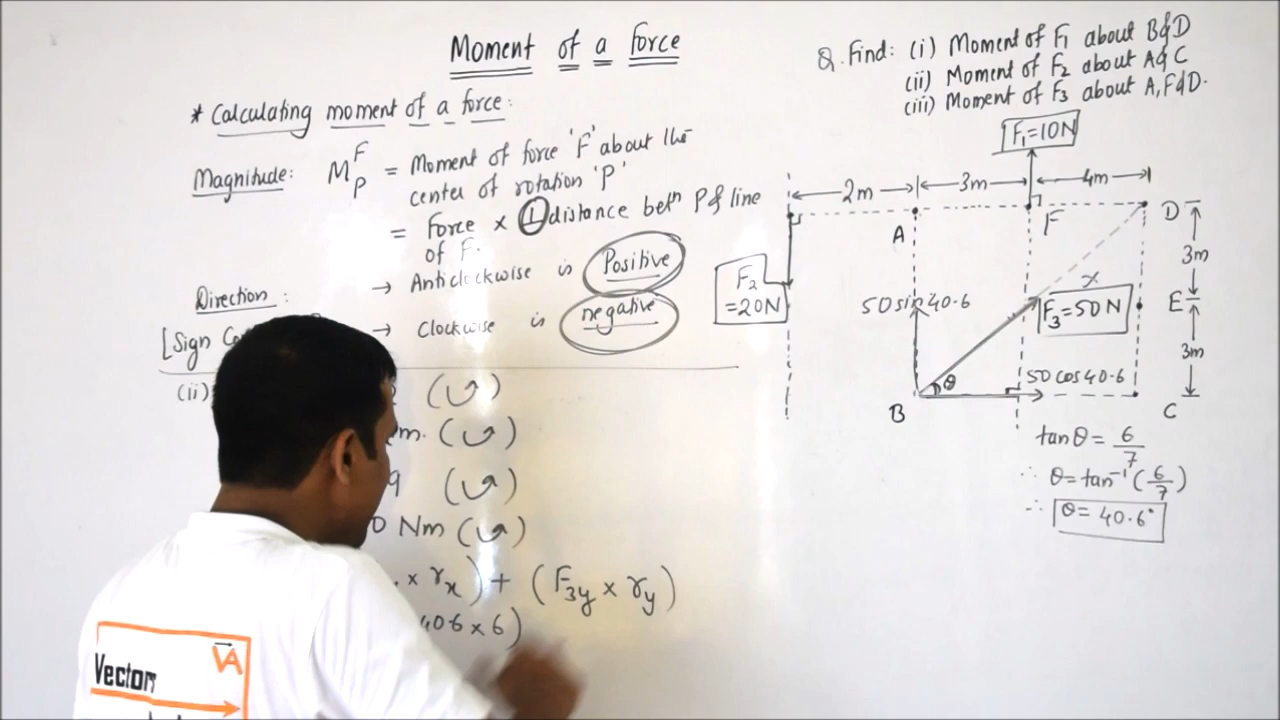 Moment of a force
* Calculating moment of a force:
Magnitude: M_P^F = Moment of force 'F' about the
center of rotation 'P'
= Force × ⊥ distance betn P & line
of F.
Direction: → Anticlockwise is Positive
[Sign → Clockwise is negative
(ii) (↺)
m. (↺)
9 (↺)
0 Nm (↺)
. × r_x) + (F_3y × r_y)
40.6 × 6)
Q. Find: (i) Moment of F₁ about B & D
(ii) Moment of F₂ about A & C
(iii) Moment of F₃ about A, F & D.
F₁=10N
2m 3m 4m
A F D
3m
F₂
=20N
50 sin 40.6
x
F₃=50N
E
3m
θ
50 cos 40.6
B C
tanθ = 6/7
∴ θ = tan⁻¹(6/7)
∴ θ = 40.6°
Vector
VA